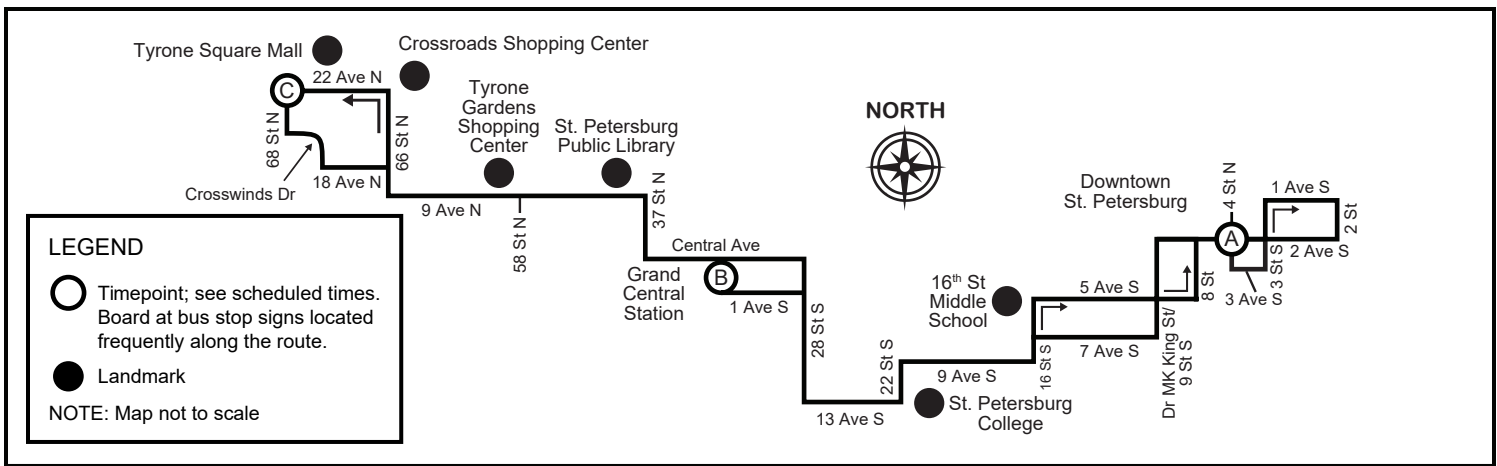 Tyrone Square Mall
Crossroads Shopping Center
22 Ave N
C
68 St N
66 St N
Crosswinds Dr
18 Ave N
Tyrone
Gardens
Shopping
Center
St. Petersburg
Public Library
9 Ave N
58 St N
37 St N
Central Ave
Grand
Central
Station
B
1 Ave S
28 St S
13 Ave S
22 St S
9 Ave S
St. Petersburg
College
NORTH
16th St
Middle
School
16 St S
5 Ave S
7 Ave S
Dr MK King St/
9 St S
8 St
Downtown
St. Petersburg
4 St N
A
3 Ave S
3 St S
1 Ave S
2 St
2 Ave S
LEGEND
Timepoint; see scheduled times.
Board at bus stop signs located
frequently along the route.
Landmark
NOTE: Map not to scale